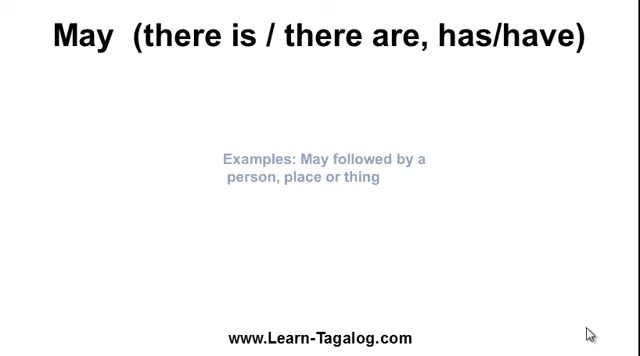 May (there is / there are, has/have)
Examples: May followed by a
person, place or thing
www.Learn-Tagalog.com